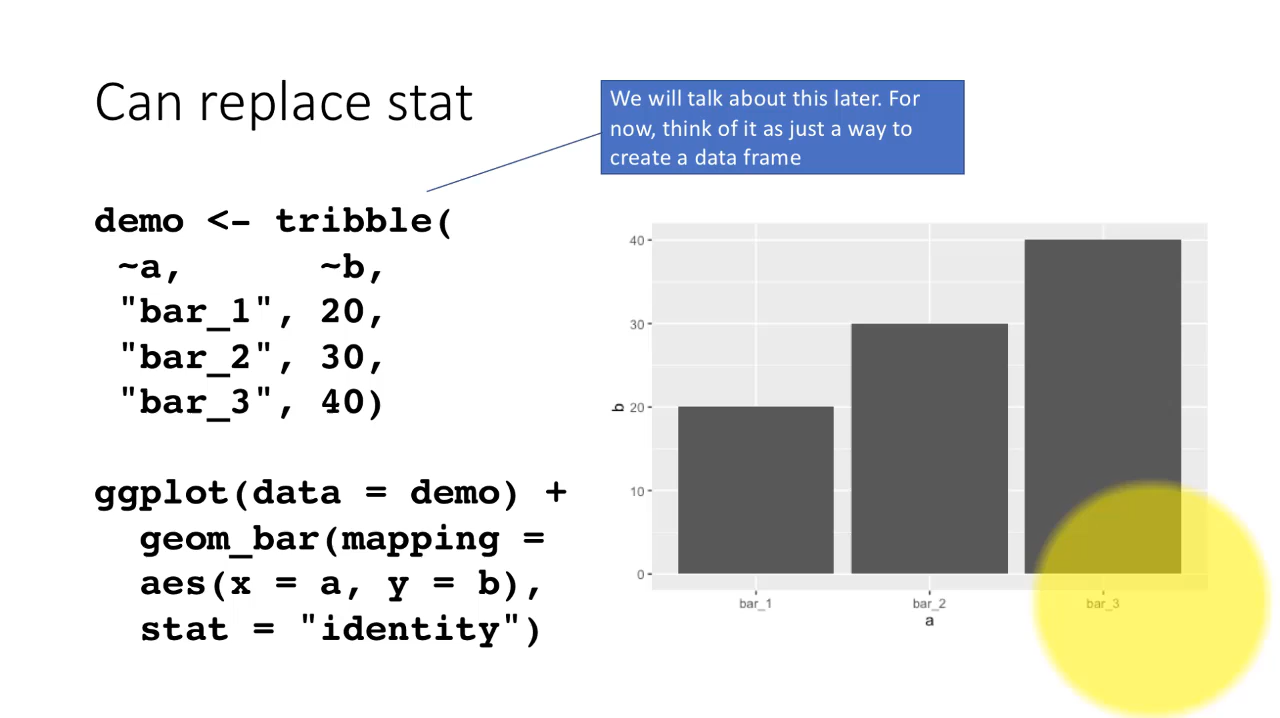 Can replace stat
We will talk about this later. For
now, think of it as just a way to
create a data frame
demo <- tribble(
~a, ~b,
"bar_1", 20,
"bar_2", 30,
"bar_3", 40)
ggplot(data = demo) +
geom_bar(mapping =
aes(x = a, y = b),
stat = "identity")
40
30
20
10
0
b
bar_1 bar_2 bar_3
a